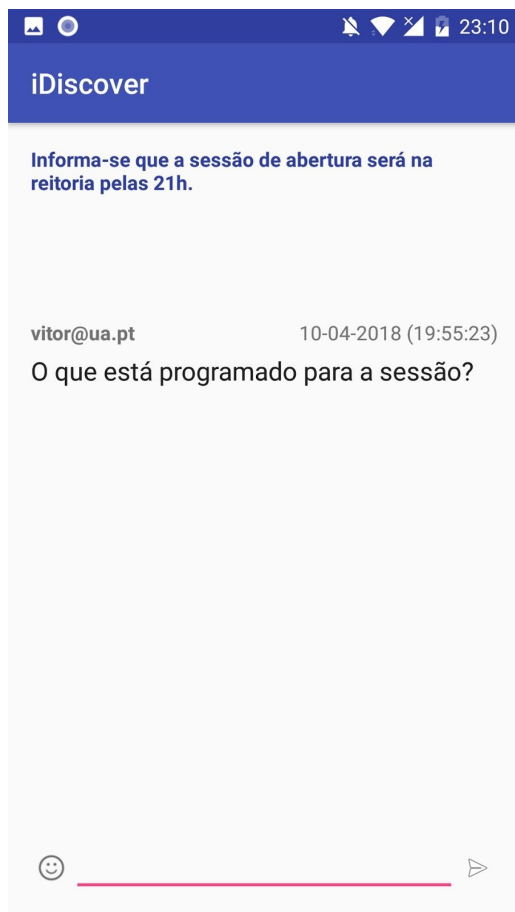 23:10
iDiscover
Informa-se que a sessão de abertura será na
reitoria pelas 21h.
vitor@ua.pt 10-04-2018 (19:55:23)
O que está programado para a sessão?